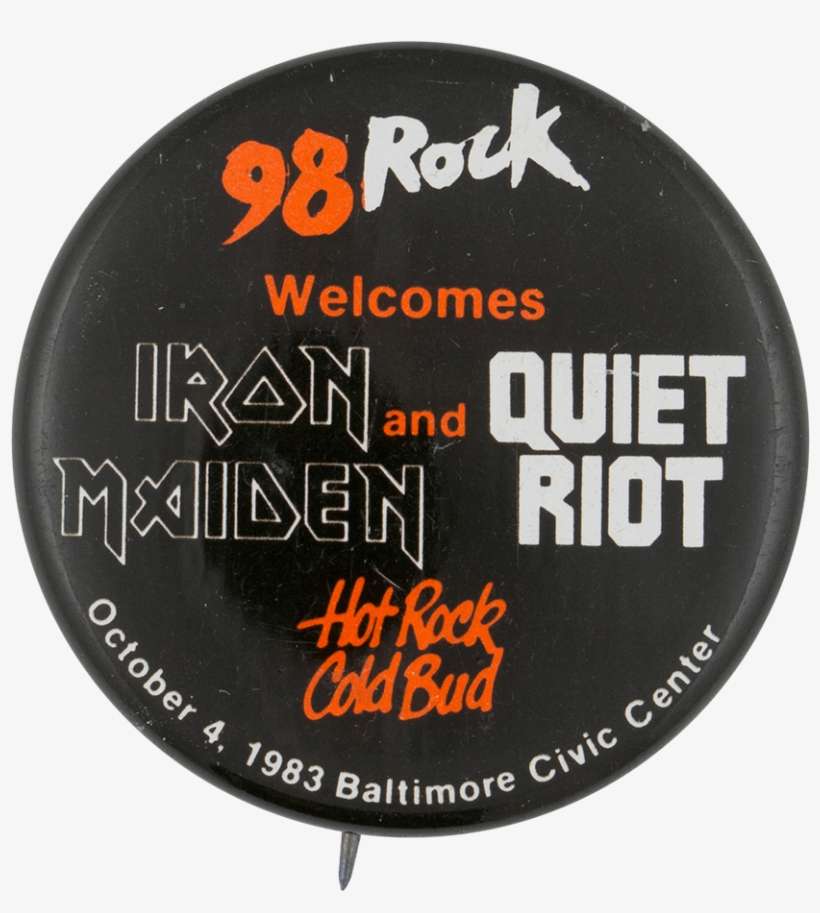 98 Rock
Welcomes
IRON MAIDEN and QUIET RIOT
Hot Rock
Cold Bud
October 4, 1983 Baltimore Civic Center